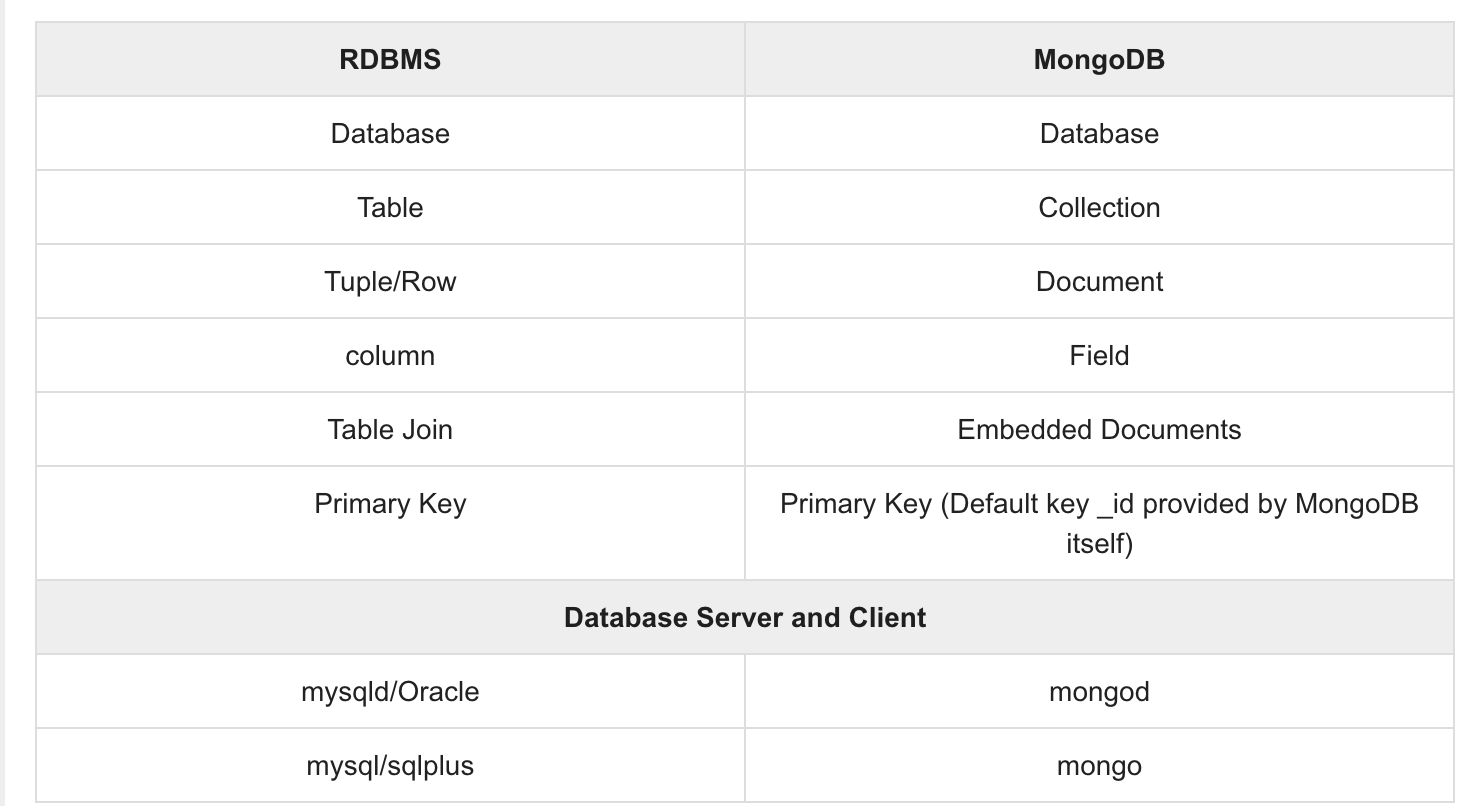 RDBMS MongoDB
Database Database
Table Collection
Tuple/Row Document
column Field
Table Join Embedded Documents
Primary Key Primary Key (Default key _id provided by MongoDB
itself)
Database Server and Client
mysqld/Oracle mongod
mysql/sqlplus mongo